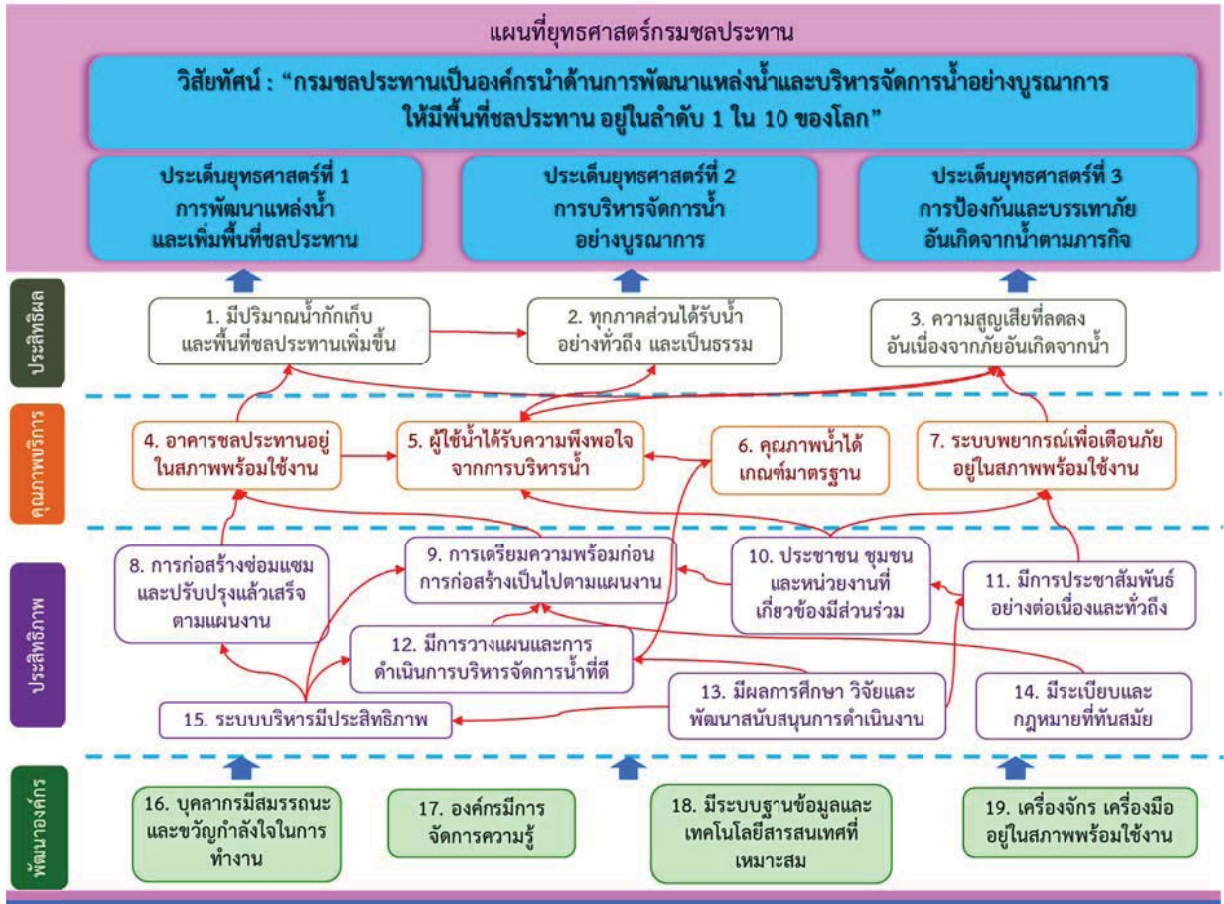 แผนที่ยุทธศาสตร์กรมชลประทาน
วิสัยทัศน์ : “กรมชลประทานเป็นองค์กรนำด้านการพัฒนาแหล่งน้ำและบริหารจัดการน้ำอย่างบูรณาการ
ให้มีพื้นที่ชลประทาน อยู่ในลำดับ 1 ใน 10 ของโลก”
ประเด็นยุทธศาสตร์ที่ 1
การพัฒนาแหล่งน้ำ
และเพิ่มพื้นที่ชลประทาน
ประเด็นยุทธศาสตร์ที่ 2
การบริหารจัดการน้ำ
อย่างบูรณาการ
ประเด็นยุทธศาสตร์ที่ 3
การป้องกันและบรรเทาภัย
อันเกิดจากน้ำตามภารกิจ
ประสิทธิผล
1. มีปริมาณน้ำกักเก็บ
และพื้นที่ชลประทานเพิ่มขึ้น
2. ทุกภาคส่วนได้รับน้ำ
อย่างทั่วถึง และเป็นธรรม
3. ความสูญเสียที่ลดลง
อันเนื่องจากภัยอันเกิดจากน้ำ
คุณภาพบริการ
4. อาคารชลประทานอยู่
ในสภาพพร้อมใช้งาน
5. ผู้ใช้น้ำได้รับความพึงพอใจ
จากการบริหารน้ำ
6. คุณภาพน้ำได้
เกณฑ์มาตรฐาน
7. ระบบพยากรณ์เพื่อเตือนภัย
อยู่ในสภาพพร้อมใช้งาน
ประสิทธิภาพ
8. การก่อสร้างซ่อมแซม
และปรับปรุงแล้วเสร็จ
ตามแผนงาน
9. การเตรียมความพร้อมก่อน
การก่อสร้างเป็นไปตามแผนงาน
10. ประชาชน ชุมชน
และหน่วยงานที่
เกี่ยวข้องมีส่วนร่วม
11. มีการประชาสัมพันธ์
อย่างต่อเนื่องและทั่วถึง
12. มีการวางแผนและการ
ดำเนินการบริหารจัดการน้ำที่ดี
13. มีผลการศึกษา วิจัยและ
พัฒนาสนับสนุนการดำเนินงาน
14. มีระเบียบและ
กฎหมายที่ทันสมัย
15. ระบบบริหารมีประสิทธิภาพ
พัฒนาองค์กร
16. บุคลากรมีสมรรถนะ
และขวัญกำลังใจในการ
ทำงาน
17. องค์กรมีการ
จัดการความรู้
18. มีระบบฐานข้อมูลและ
เทคโนโลยีสารสนเทศที่
เหมาะสม
19. เครื่องจักร เครื่องมือ
อยู่ในสภาพพร้อมใช้งาน